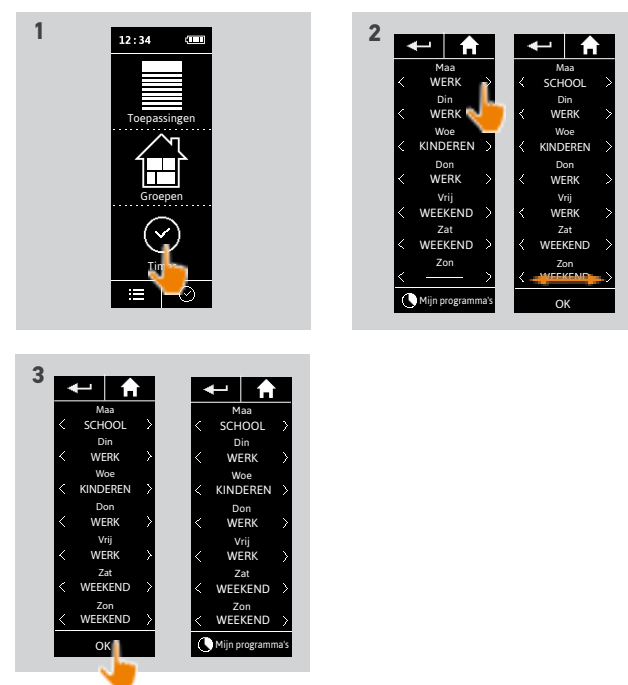 1
12:34
Toepassingen
Groepen
Timer
2
Maa
WERK
Din
WERK
Woe
KINDEREN
Don
WERK
Vrij
WEEKEND
Zat
WEEKEND
Zon
Mijn programma's
Maa
SCHOOL
Din
WERK
Woe
KINDEREN
Don
WERK
Vrij
WERK
Zat
WEEKEND
Zon
WEEKEND
OK
3
Maa
SCHOOL
Din
WERK
Woe
KINDEREN
Don
WERK
Vrij
WERK
Zat
WEEKEND
Zon
WEEKEND
OK
Maa
SCHOOL
Din
WERK
Woe
KINDEREN
Don
WERK
Vrij
WERK
Zat
WEEKEND
Zon
WEEKEND
Mijn programma's